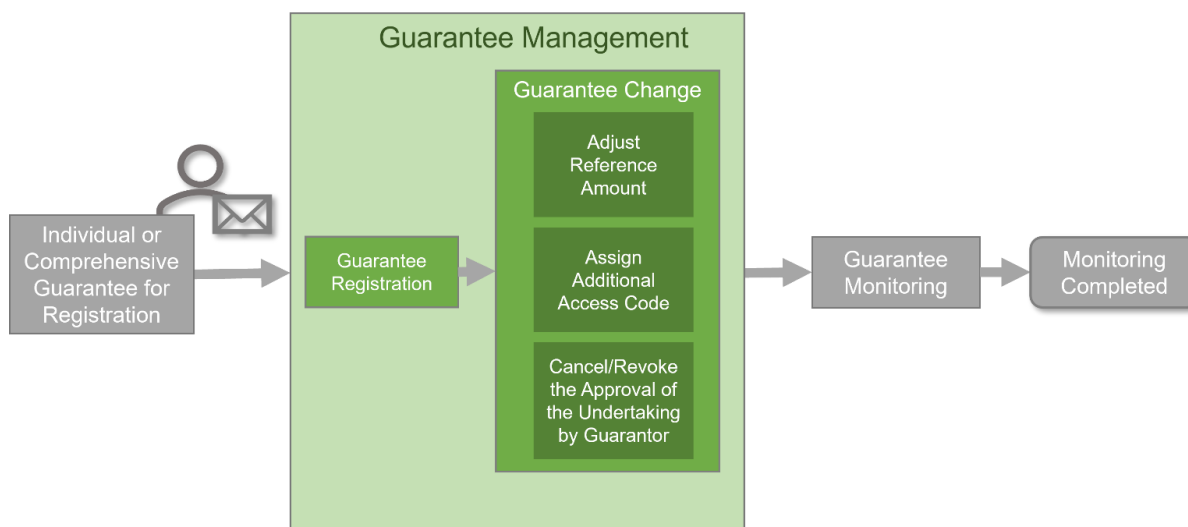 Guarantee Management
Individual or
Comprehensive
Guarantee for
Registration
Guarantee
Registration
Guarantee Change
Adjust
Reference
Amount
Assign
Additional
Access Code
Cancel/Revoke
the Approval of
the Undertaking
by Guarantor
Guarantee
Monitoring
Monitoring
Completed